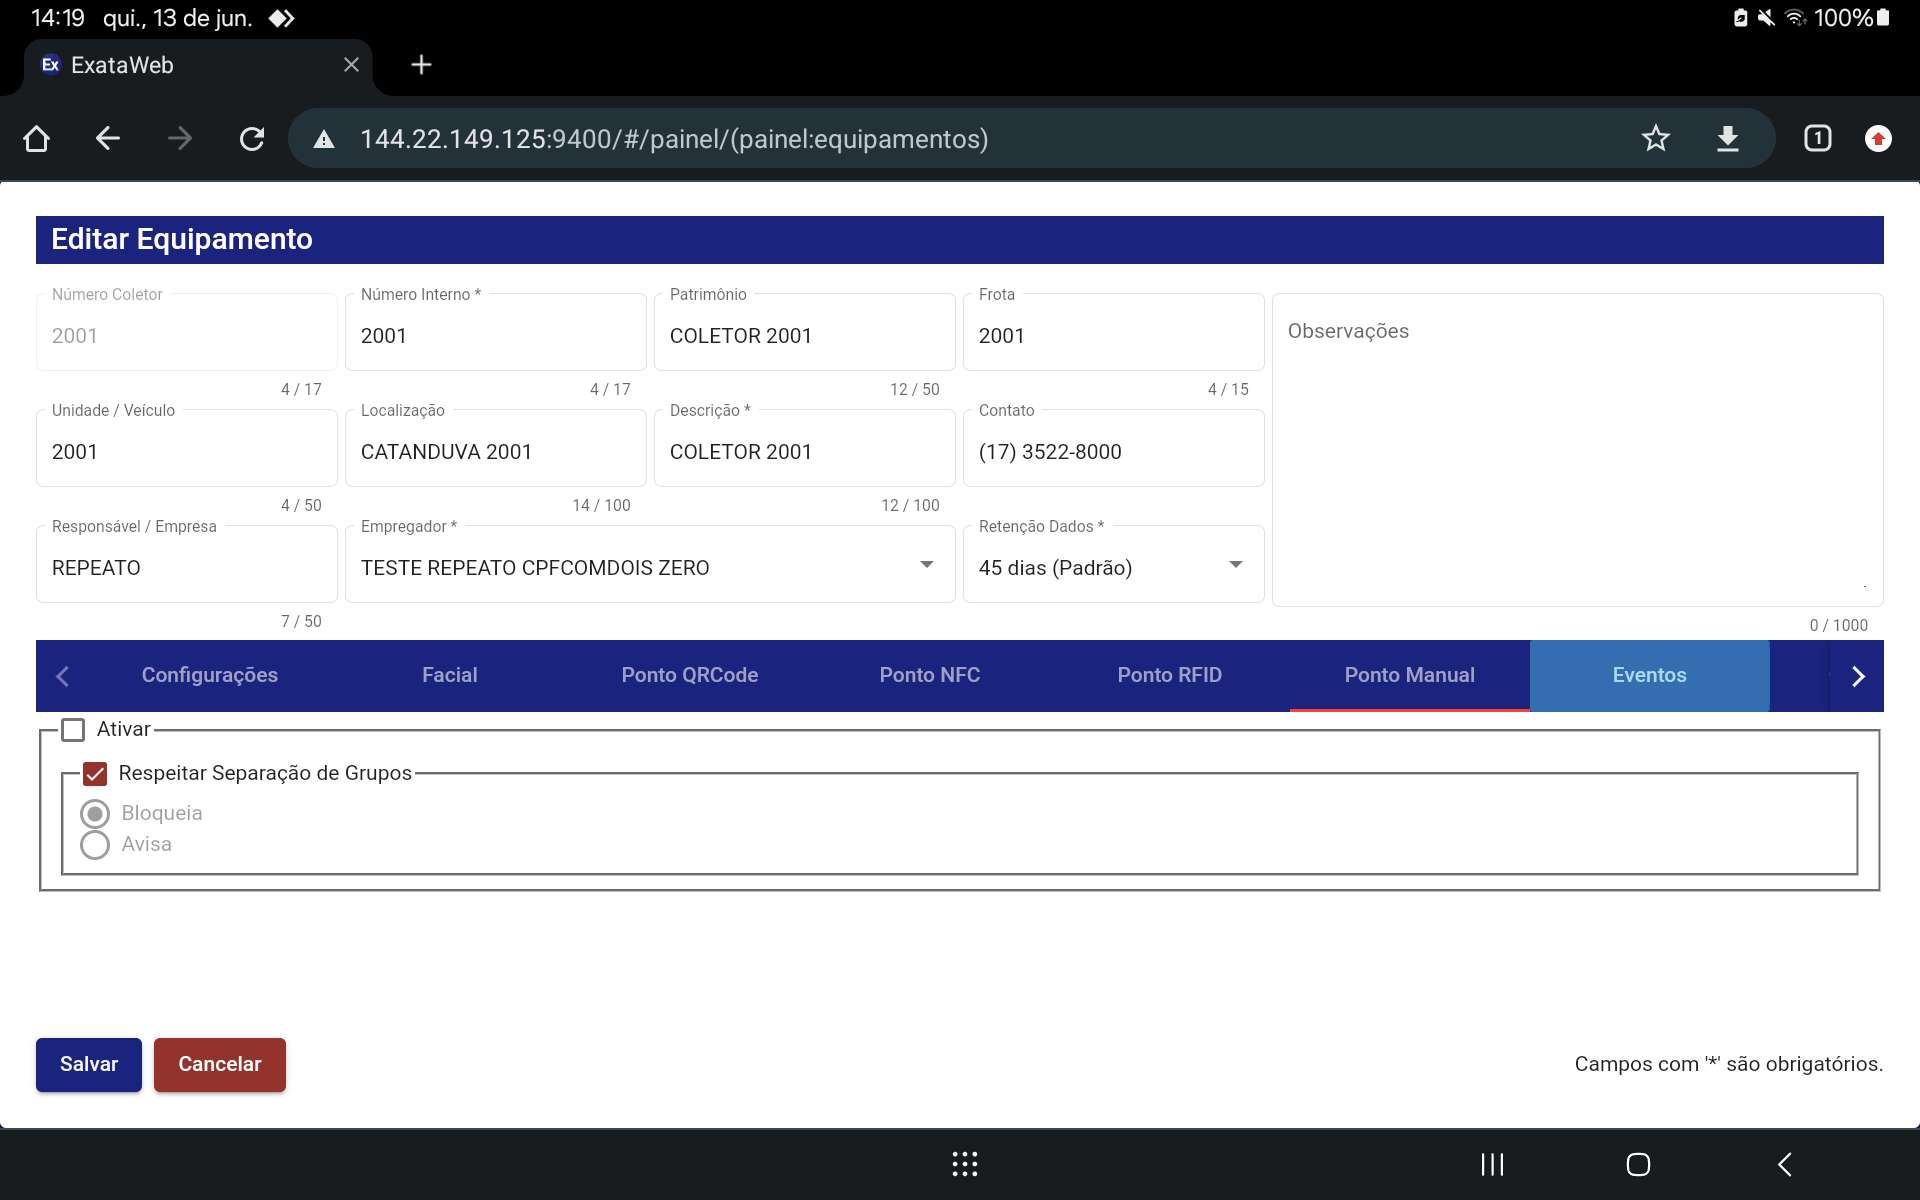 14:19 qui., 13 de jun. 100%
Ex ExataWeb
144.22.149.125:9400/#/painel/(painel:equipamentos) 1
Editar Equipamento
Número Coletor Número Interno * Patrimônio Frota
2001 2001 COLETOR 2001 2001 Observações
4 / 17 4 / 17 12 / 50 4 / 15
Unidade / Veículo Localização Descrição * Contato
2001 CATANDUVA 2001 COLETOR 2001 (17) 3522-8000
4 / 50 14 / 100 12 / 100
Responsável / Empresa Empregador * Retenção Dados *
REPEATO TESTE REPEATO CPFCOMDOIS ZERO 45 dias (Padrão)
7 / 50 0 / 1000
Configurações Facial Ponto QRCode Ponto NFC Ponto RFID Ponto Manual Eventos
Ativar
Respeitar Separação de Grupos
Bloqueia
Avisa
Salvar Cancelar Campos com '*' são obrigatórios.